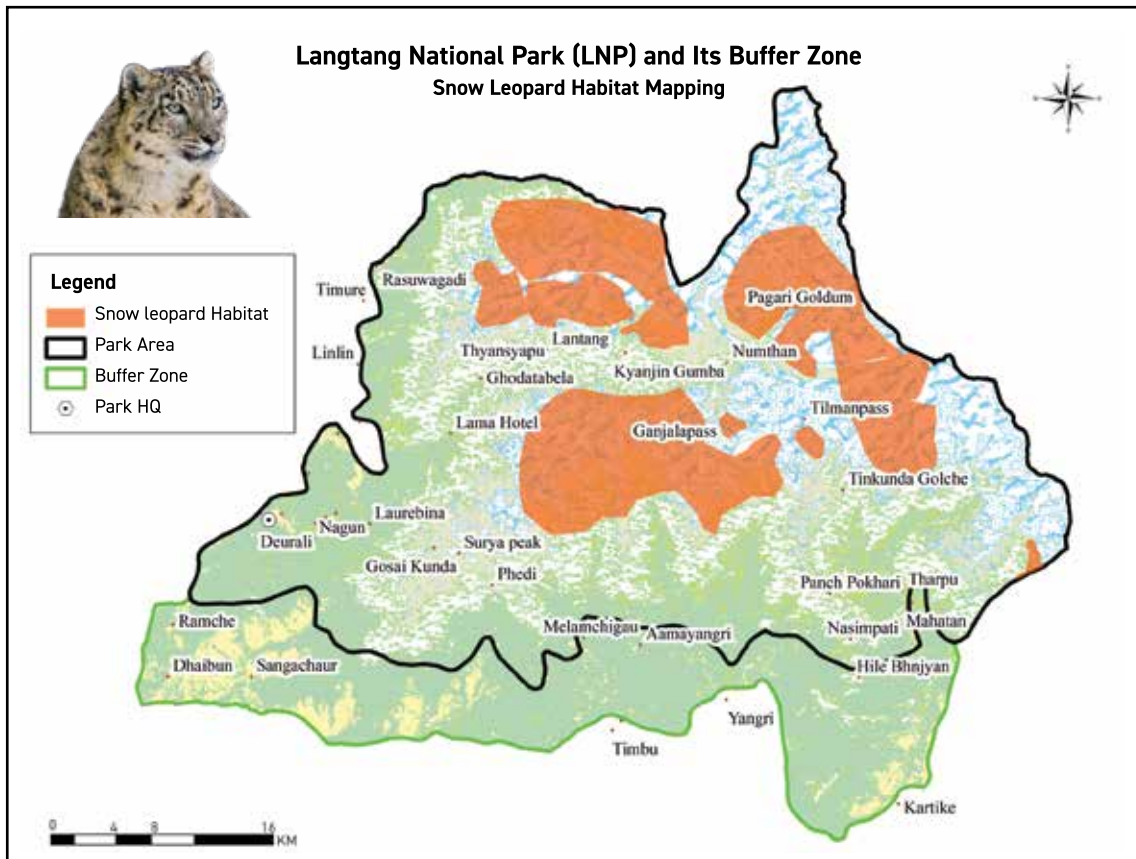 Langtang National Park (LNP) and Its Buffer Zone
Snow Leopard Habitat Mapping
Legend
Snow leopard Habitat
Park Area
Buffer Zone
Park HQ
Timure
Rasuwagadi
Pagari Goldum
Linlin
Thyansyapu
Lantang
Numthan
Ghodatabela
Kyanjin Gumba
Lama Hotel
Ganjalapass
Tilmanpass
Tinkunda Golche
Laurebina
Nagun
Deurali
Surya peak
Gosai Kunda
Phedi
Panch Pokhari
Tharpu
Ramche
Melamchigau
Aamayangri
Nasimpati
Mahatan
Dhaibun
Sangachaur
Hile Bhnjyan
Yangri
Timbu
Kartike
0 4 8 16
KM